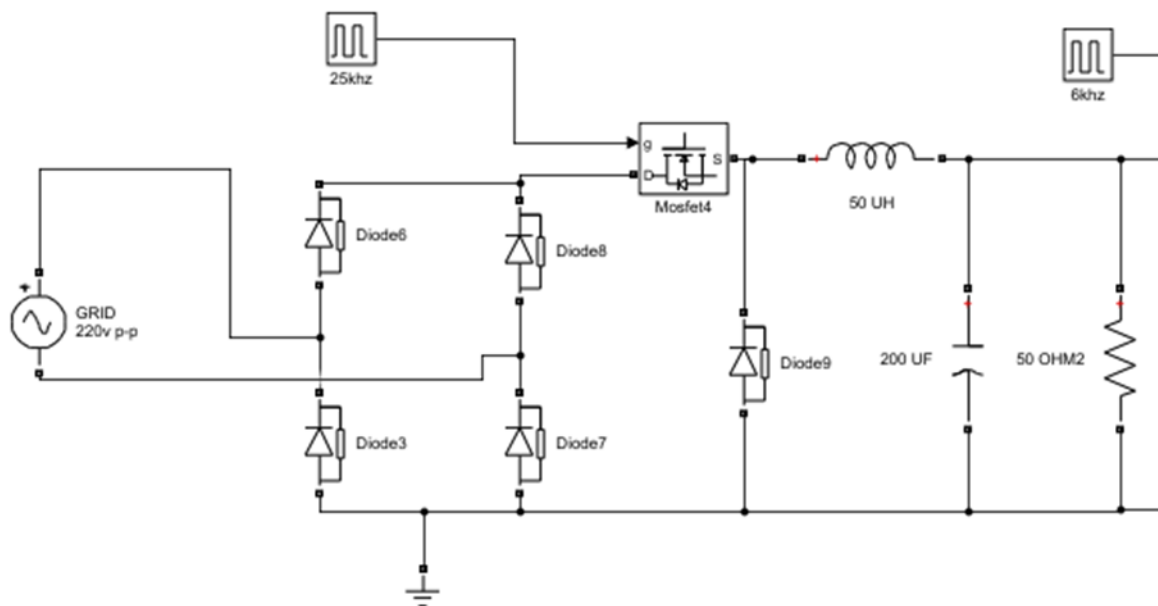 25khz
6khz
g
D
S
Mosfet4
50 UH
Diode6
Diode8
+
GRID
220v p-p
Diode9
200 UF
50 OHM2
Diode3
Diode7